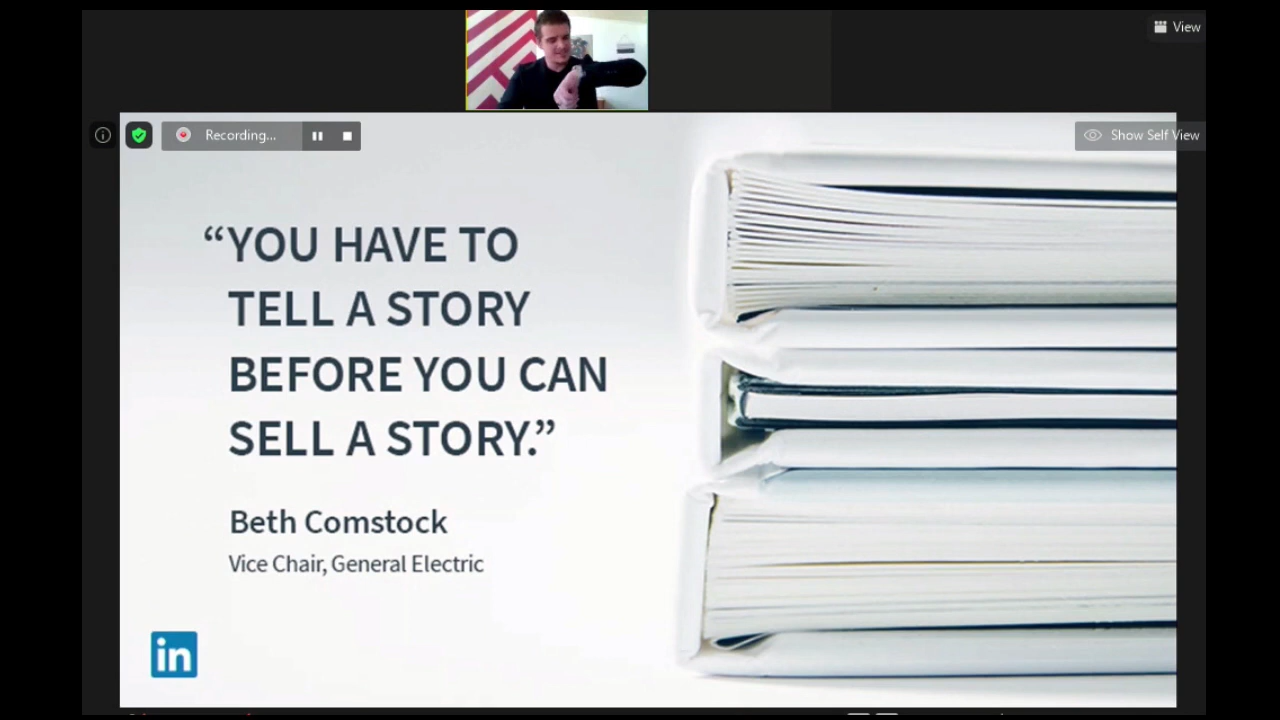 View
Recording...
Show Self View
“YOU HAVE TO
TELL A STORY
BEFORE YOU CAN
SELL A STORY.”
Beth Comstock
Vice Chair, General Electric
in